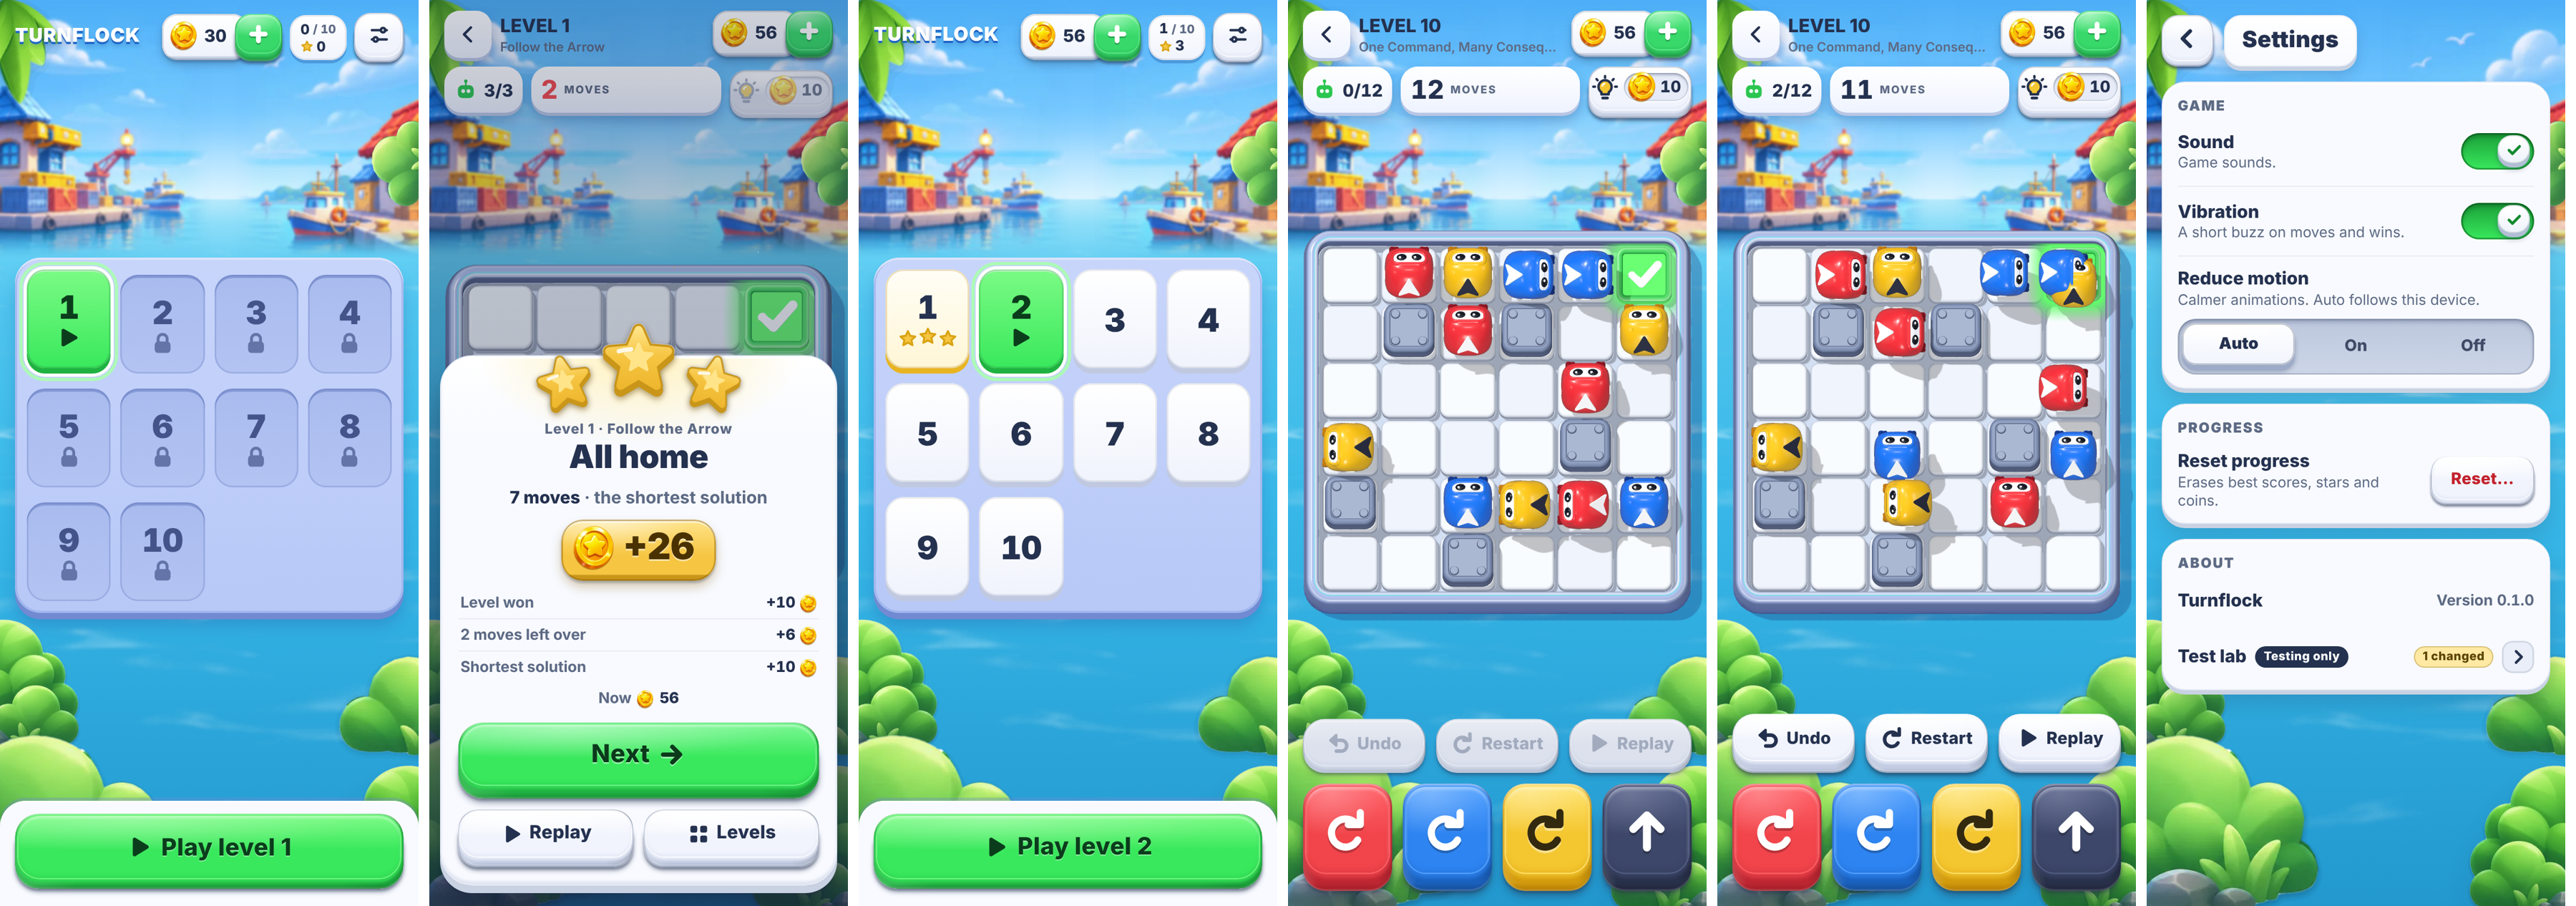 TURNFLOCK
30
0 / 10
0
1
2
3
4
5
6
7
8
9
10
Play level 1
LEVEL 1
Follow the Arrow
56
3/3
2 MOVES
10
Level 1 · Follow the Arrow
All home
7 moves · the shortest solution
+26
Level won +10
2 moves left over +6
Shortest solution +10
Now 56
Next
Replay
Levels
TURNFLOCK
56
1 / 10
3
1
2
3
4
5
6
7
8
9
10
Play level 2
LEVEL 10
One Command, Many Conseq...
56
0/12
12 MOVES
10
Undo
Restart
Replay
LEVEL 10
One Command, Many Conseq...
56
2/12
11 MOVES
10
Undo
Restart
Replay
Settings
GAME
Sound
Game sounds.
Vibration
A short buzz on moves and wins.
Reduce motion
Calmer animations. Auto follows this device.
Auto
On
Off
PROGRESS
Reset progress
Erases best scores, stars and
coins.
Reset...
ABOUT
Turnflock
Version 0.1.0
Test lab
Testing only
1 changed